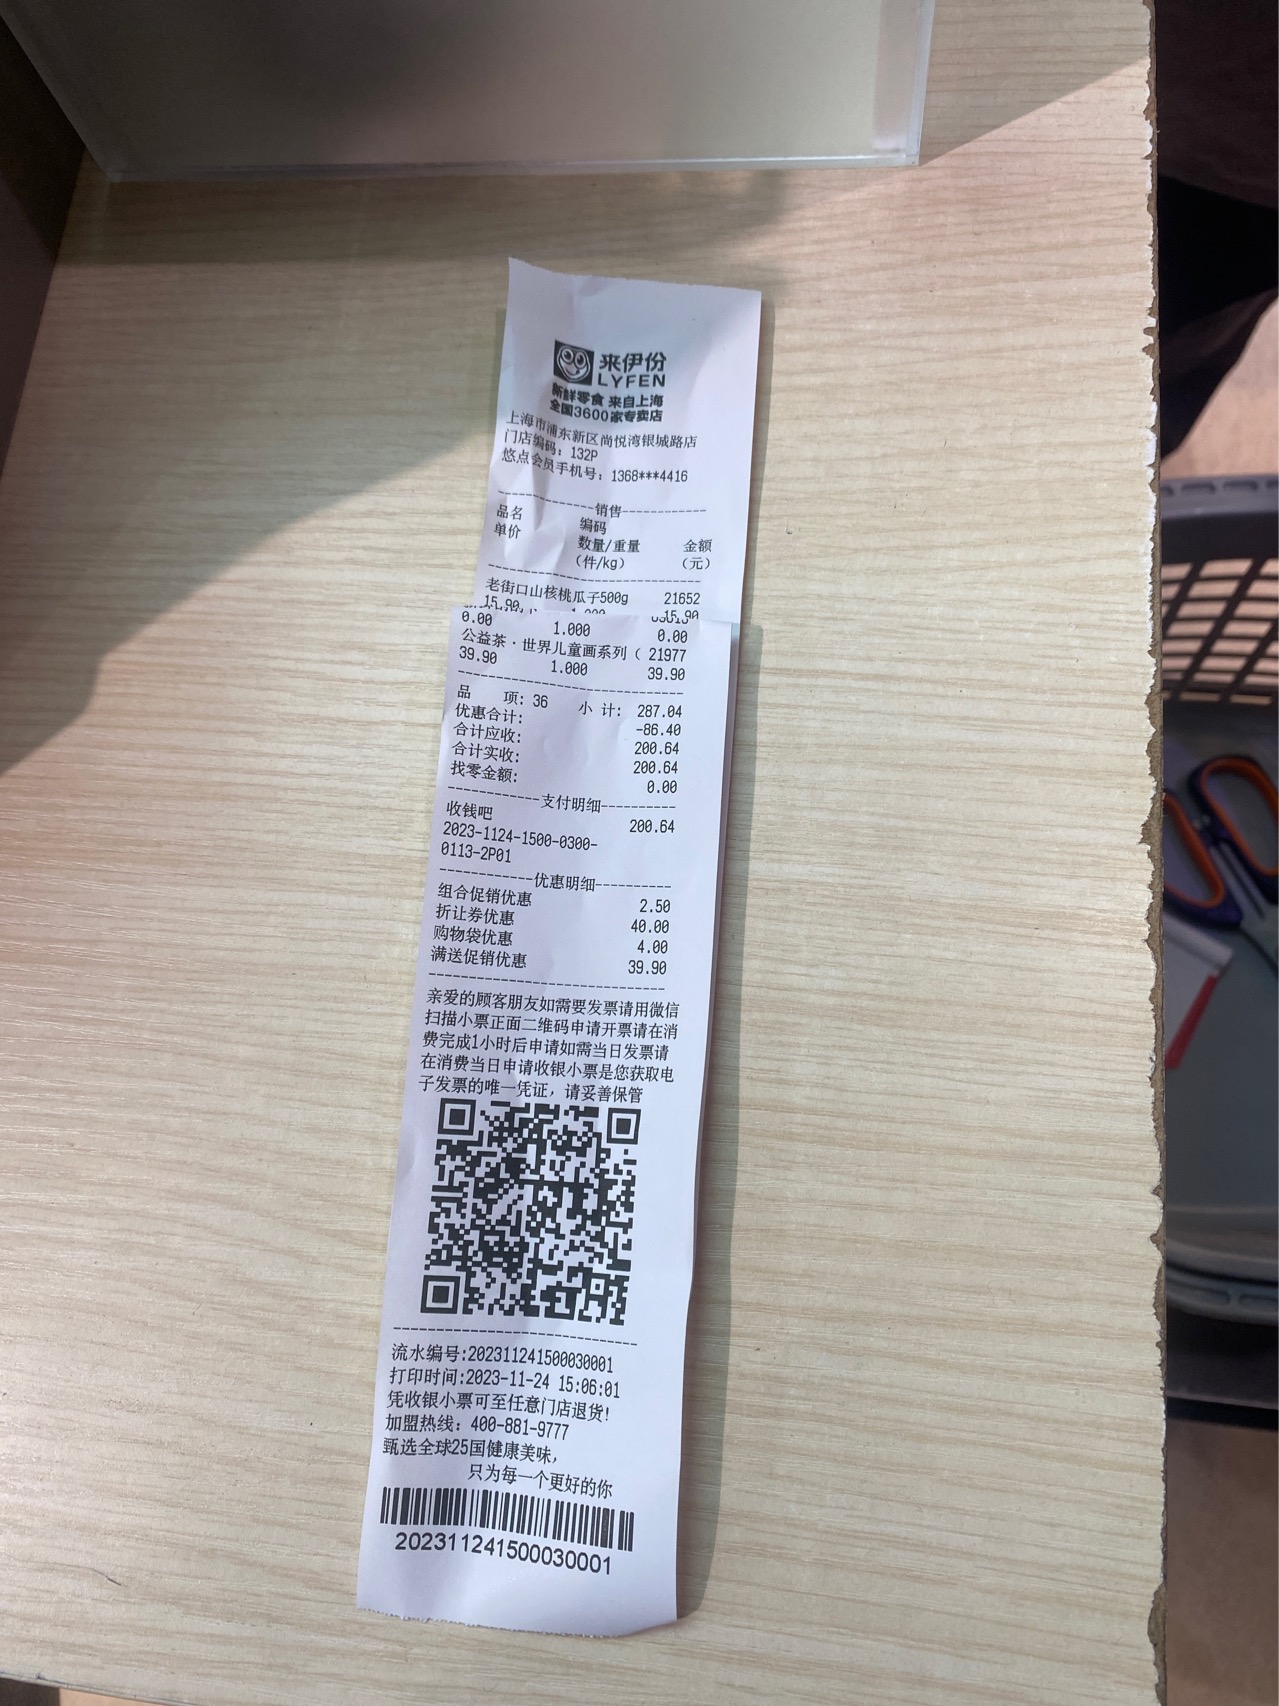 来伊份
LYFEN
新鲜零食 来自上海
全国3600家专卖店
上海市浦东新区尚悦湾银城路店
门店编码：132P
悠点会员手机号：1368***4416
------------销售------------
品名 编码
单价 数量/重量 金额
（件/kg） （元）
老街口山核桃瓜子500g 21652
15.90 1.000 15.90
0.00 1.000 0.00
公益茶·世界儿童画系列（ 21977
39.90 1.000 39.90
品 项: 36 小 计: 287.04
优惠合计: -86.40
合计应收: 200.64
合计实收: 200.64
找零金额: 0.00
------------支付明细----------
收钱吧 200.64
2023-1124-1500-0300-
0113-2P01
------------优惠明细----------
组合促销优惠 2.50
折让券优惠 40.00
购物袋优惠 4.00
满送促销优惠 39.90
亲爱的顾客朋友如需要发票请用微信
扫描小票正面二维码申请开票请在消
费完成1小时后申请如需当日发票请
在消费当日申请收银小票是您获取电
子发票的唯一凭证，请妥善保管
流水编号:202311241500030001
打印时间:2023-11-24 15:06:01
凭收银小票可至任意门店退货!
加盟热线: 400-881-9777
甄选全球25国健康美味,
只为每一个更好的你
202311241500030001